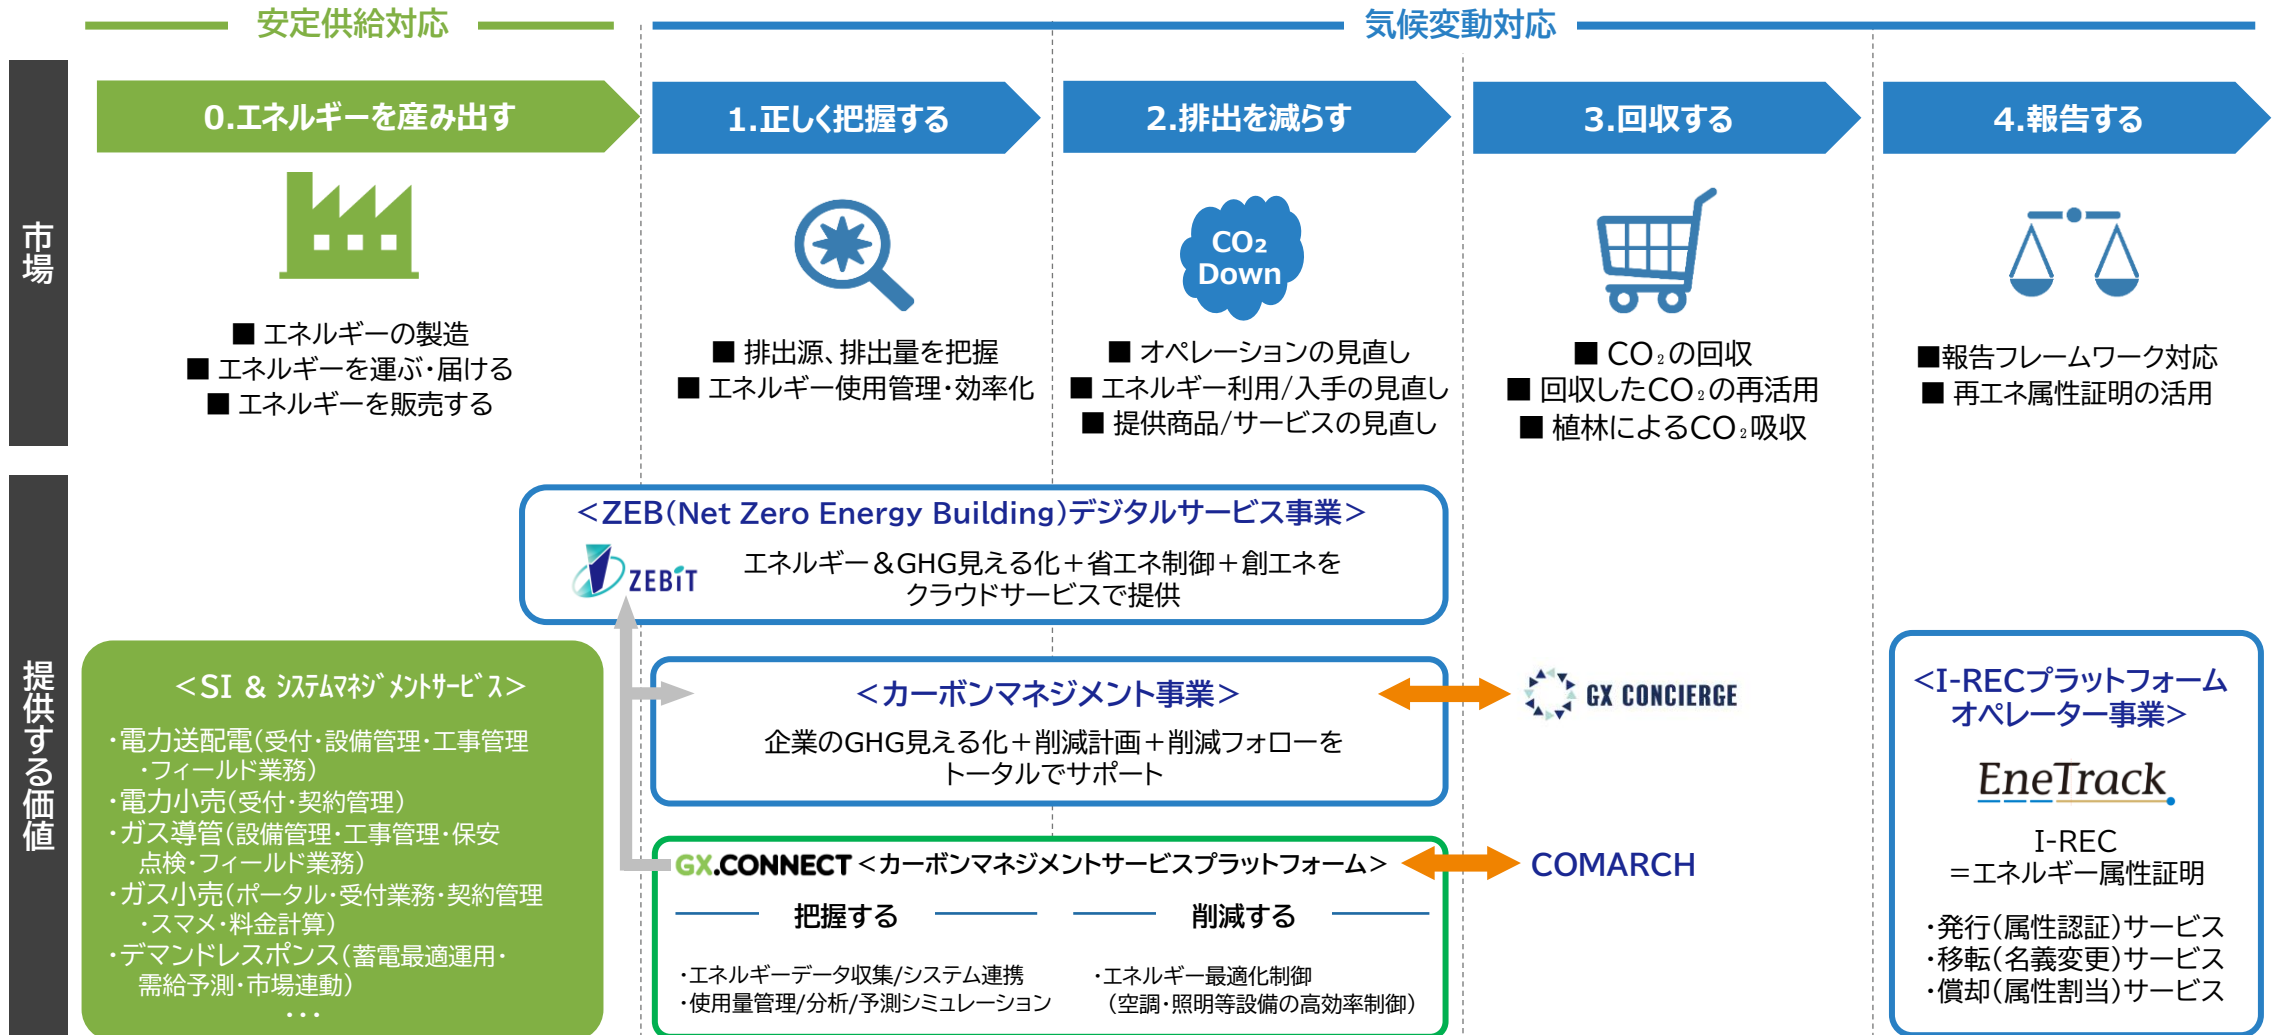 安定供給対応
気候変動対応
市場
0.エネルギーを産み出す
1.正しく把握する
2.排出を減らす
3.回収する
4.報告する
CO₂
Down
■ エネルギーの製造
■ エネルギーを運ぶ・届ける
■ エネルギーを販売する
■ 排出源、排出量を把握
■ エネルギー使用管理・効率化
■ オペレーションの見直し
■ エネルギー利用/入手の見直し
■ 提供商品/サービスの見直し
■ CO₂の回収
■ 回収したCO₂の再活用
■ 植林によるCO₂吸収
■報告フレームワーク対応
■ 再エネ属性証明の活用
提供する価値
<ZEB(Net Zero Energy Building)デジタルサービス事業>
ZEBiT
エネルギー&GHG見える化+省エネ制御+創エネを
クラウドサービスで提供
<SI & ｼｽﾃﾑマネｼﾞﾒﾝﾄサービス>
・電力送配電(受付・設備管理・工事管理
・フィールド業務)
・電力小売(受付・契約管理)
・ガス導管(設備管理・工事管理・保安
点検・フィールド業務)
・ガス小売(ポータル・受付業務・契約管理
・スマメ・料金計算)
・デマンドレスポンス(蓄電最適運用・
需給予測・市場連動)
・・・
<カーボンマネジメント事業>
企業のGHG見える化+削減計画+削減フォローを
トータルでサポート
GX CONCIERGE
GX.CONNECT <カーボンマネジメントサービスプラットフォーム>
COMARCH
把握する
・エネルギーデータ収集/システム連携
・使用量管理/分析/予測シミュレーション
削減する
・エネルギー最適化制御
(空調・照明等設備の高効率制御)
<I-RECプラットフォーム
オペレーター事業>
EneTrack
I-REC
=エネルギー属性証明
・発行(属性認証)サービス
・移転(名義変更)サービス
・償却(属性割当)サービス